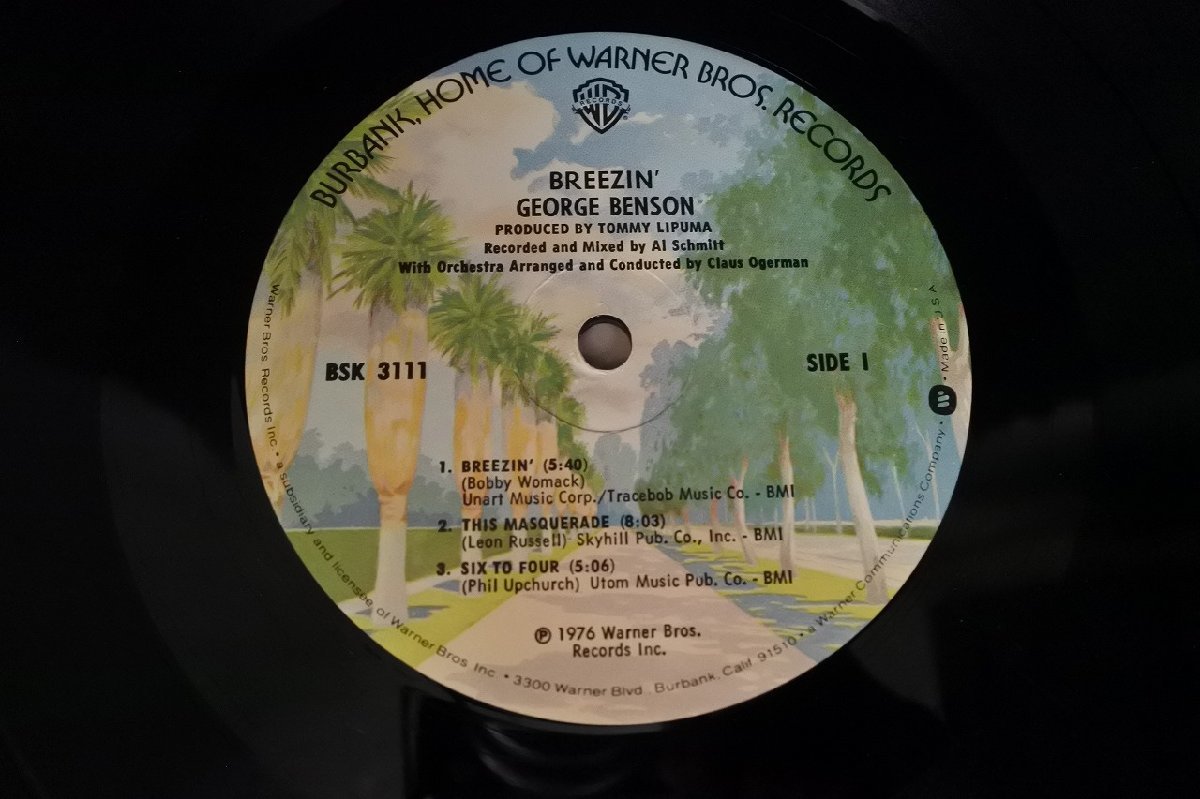 BURBANK, HOME OF WARNER BROS. RECORDS
RECORDS
BREEZIN'
GEORGE BENSON
PRODUCED BY TOMMY LIPUMA
Recorded and Mixed by Al Schmitt
With Orchestra Arranged and Conducted by Claus Ogerman
BSK 3111
SIDE 1
1. BREEZIN' (5:40)
(Bobby Womack)
Unart Music Corp./Tracebob Music Co. - BMI
2. THIS MASQUERADE (8:03)
(Leon Russell) Skyhill Pub. Co., Inc. - BMI
3. SIX TO FOUR (5:06)
(Phil Upchurch) Utom Music Pub. Co. - BMI
℗ 1976 Warner Bros.
Records Inc.
Warner Bros. Records Inc. • a subsidiary and licensee of Warner Bros. Inc. • 3300 Warner Blvd., Burbank, Calif. 91510 • a Warner Communications Company • Made in U.S.A.